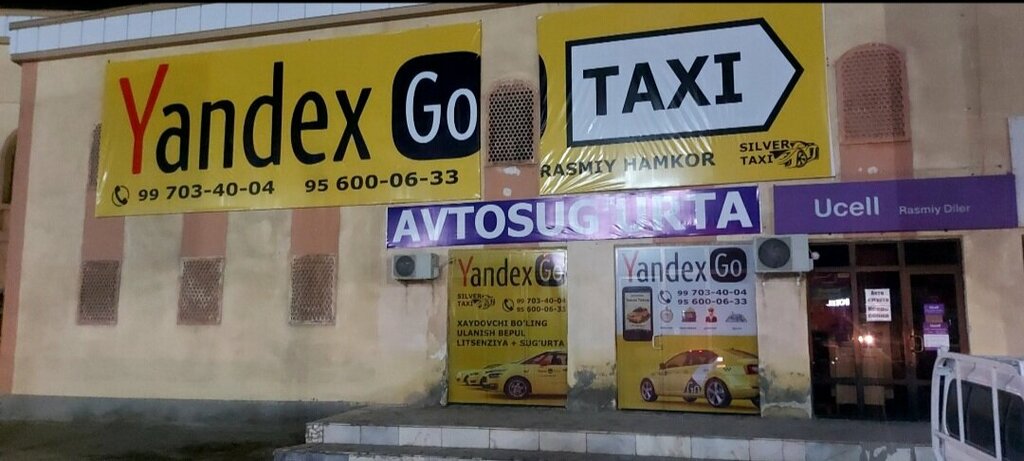 Yandex Go
99 703-40-04 95 600-06-33
TAXI
RASMIY HAMKOR
SILVER
TAXI
AVTOSUG'URTA
Ucell Rasmiy Diler
Yandex Go
SILVER
TAXI
99 703-40-04
95 600-06-33
XAYDOVCHI BO'LING
ULANISH BEPUL
LITSENZIYA + SUG'URTA
Yandex Go
99 703-40-04
95 600-06-33
Go